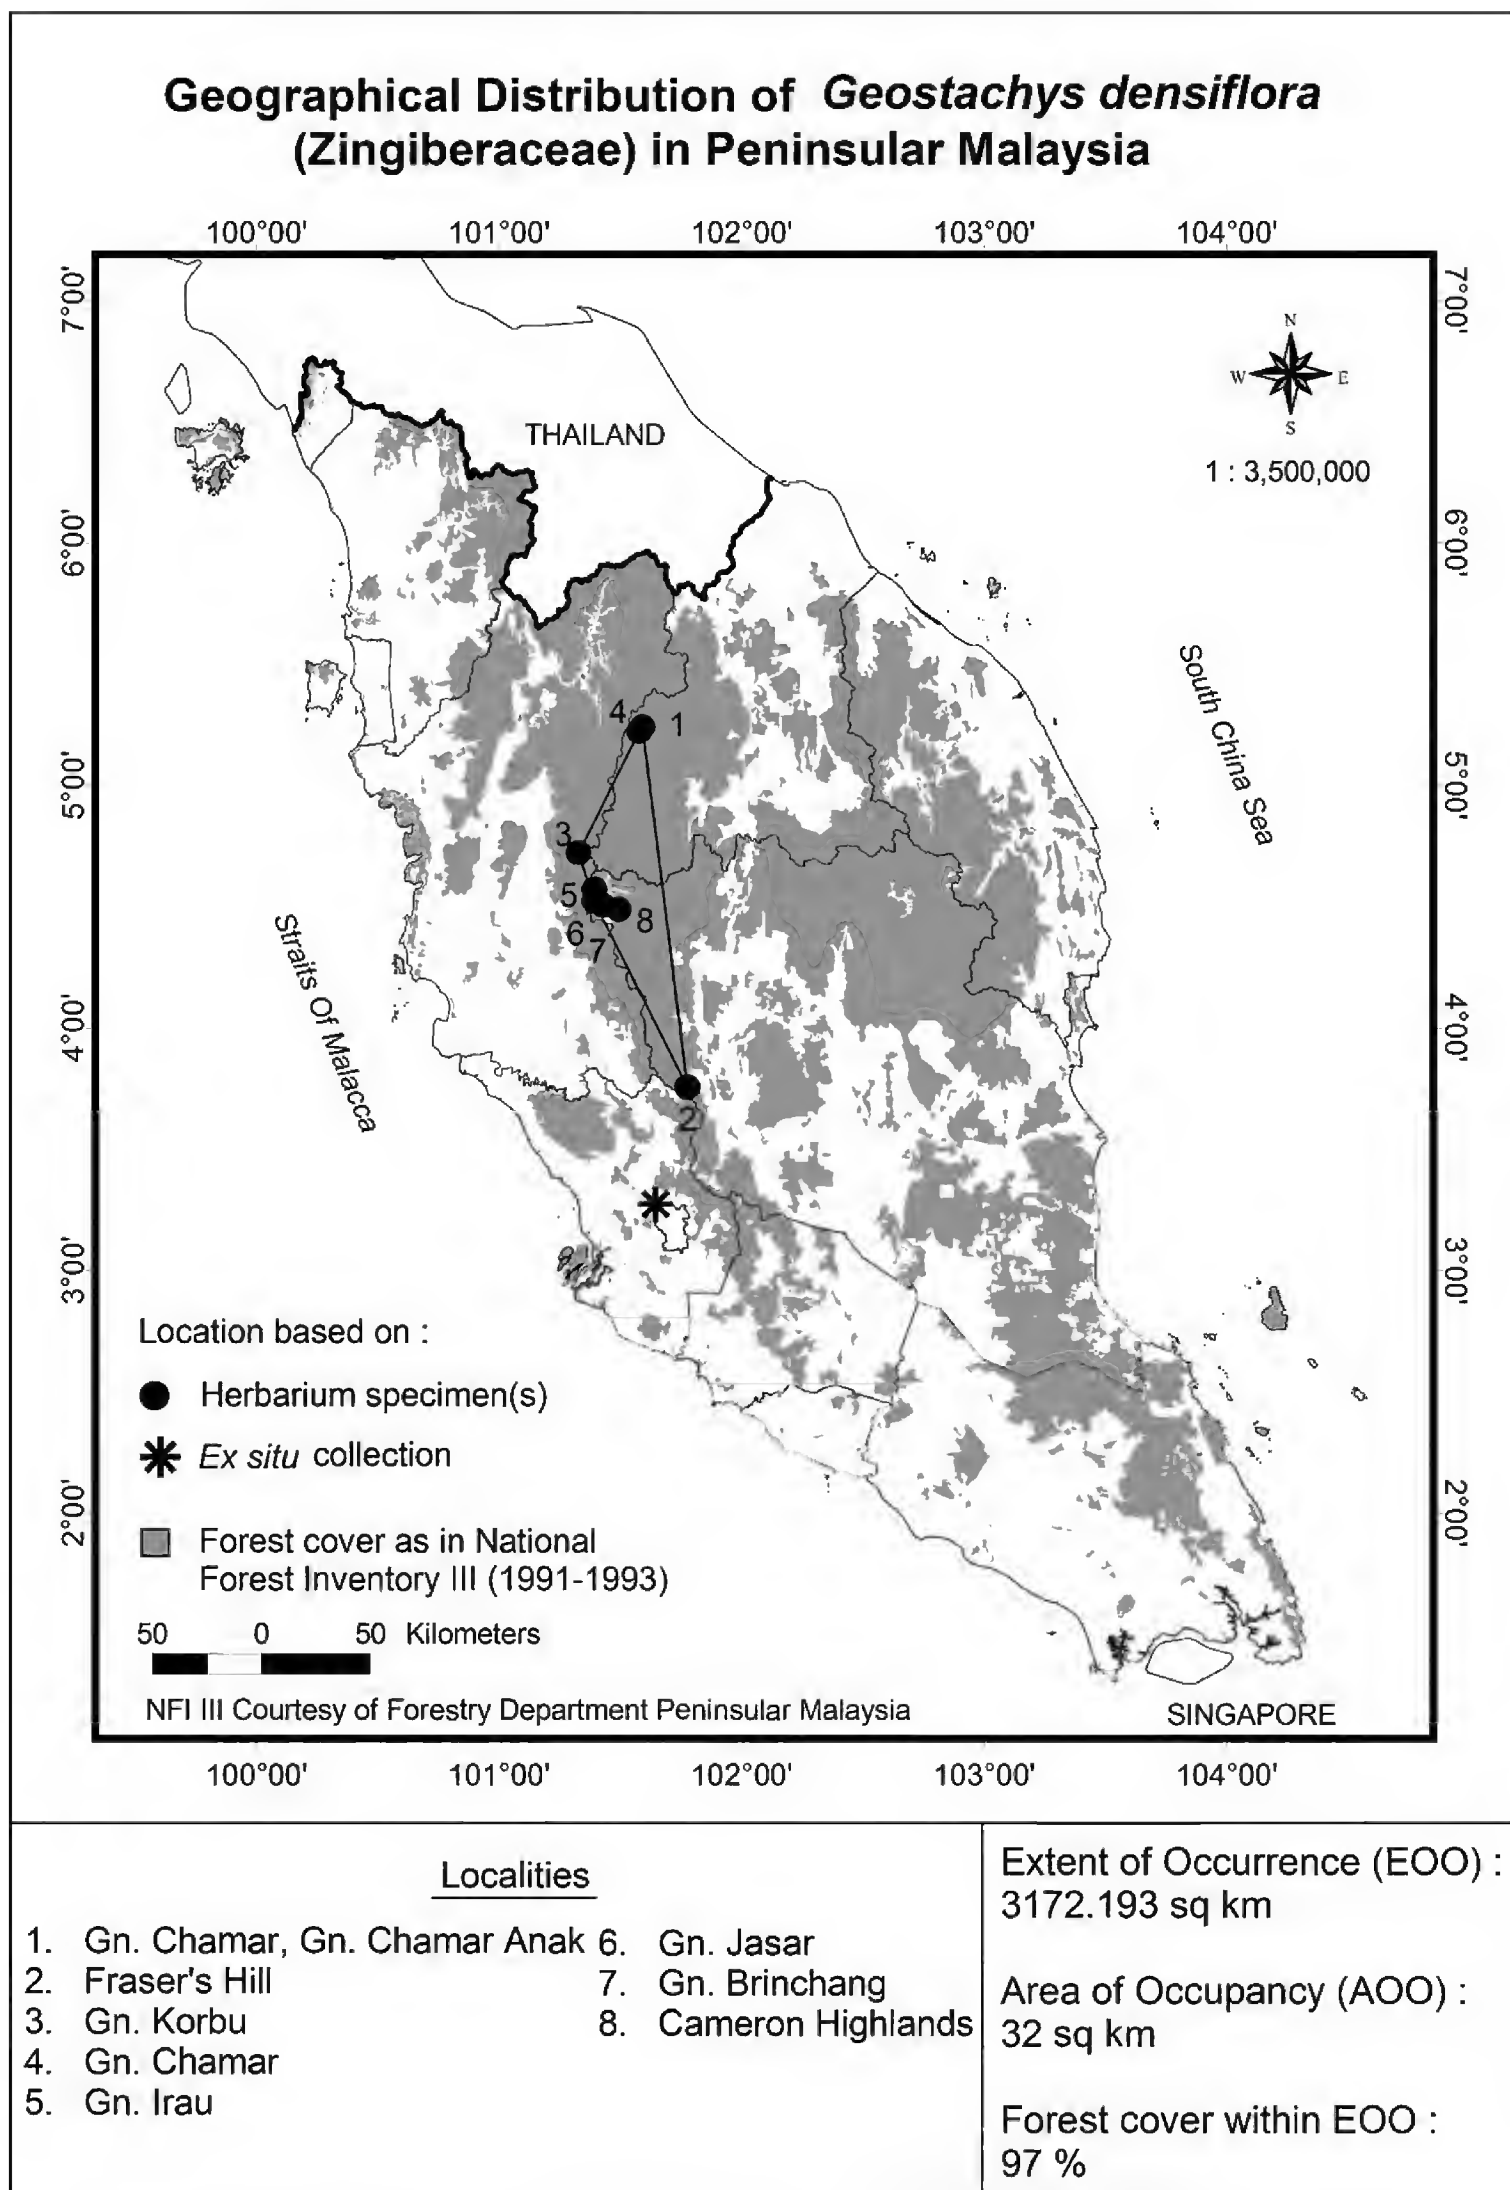 Geographical Distribution of Geostachys densiflora
(Zingiberaceae) in Peninsular Malaysia
100°00' 101°00' 102°00' 103°00' 104°00'
7°00' 7°00'
N
W E
S
THAILAND
1 : 3,500,000
6°00' 6°00'
South China Sea
4 1
5°00' 5°00'
3
5 8
6 7
Straits Of Malacca
4°00' 4°00'
2
3°00' 3°00'
Location based on :
Herbarium specimen(s)
Ex situ collection
2°00' 2°00'
Forest cover as in National
Forest Inventory III (1991-1993)
50 0 50 Kilometers
NFI III Courtesy of Forestry Department Peninsular Malaysia
SINGAPORE
100°00' 101°00' 102°00' 103°00' 104°00'
Localities
1. Gn. Chamar, Gn. Chamar Anak
2. Fraser's Hill
3. Gn. Korbu
4. Gn. Chamar
5. Gn. Irau
6. Gn. Jasar
7. Gn. Brinchang
8. Cameron Highlands
Extent of Occurrence (EOO) :
3172.193 sq km
Area of Occupancy (AOO) :
32 sq km
Forest cover within EOO :
97 %